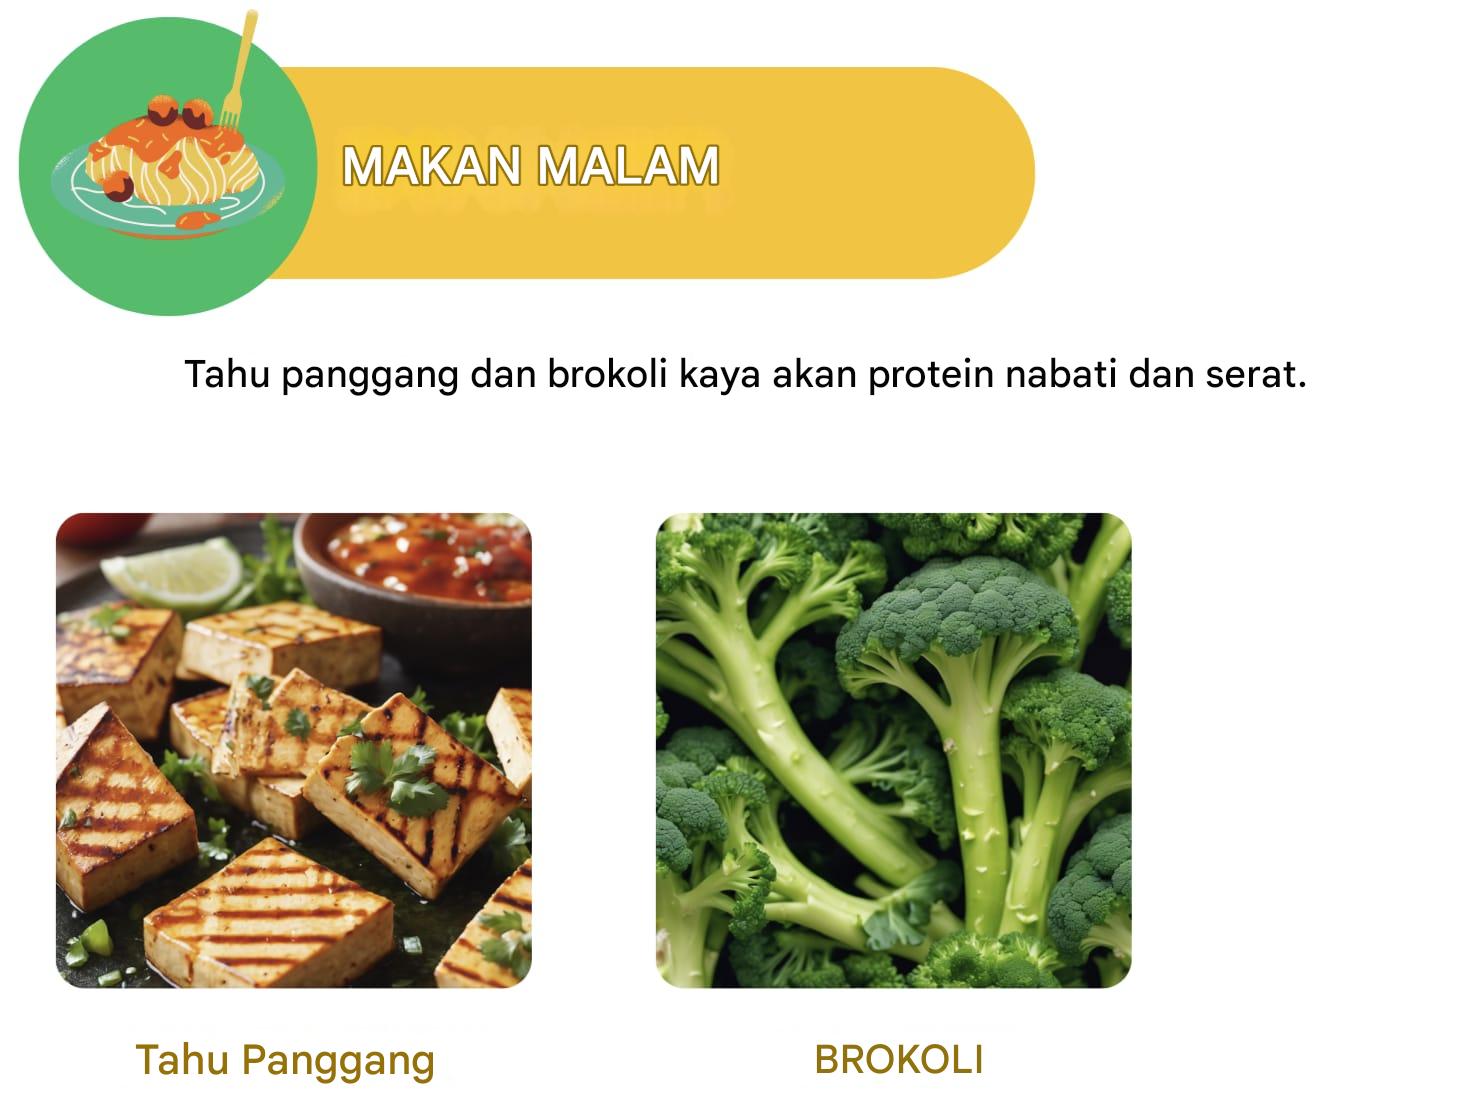 MAKAN MALAM
Tahu panggang dan brokoli kaya akan protein nabati dan serat.
Tahu Panggang
BROKOLI